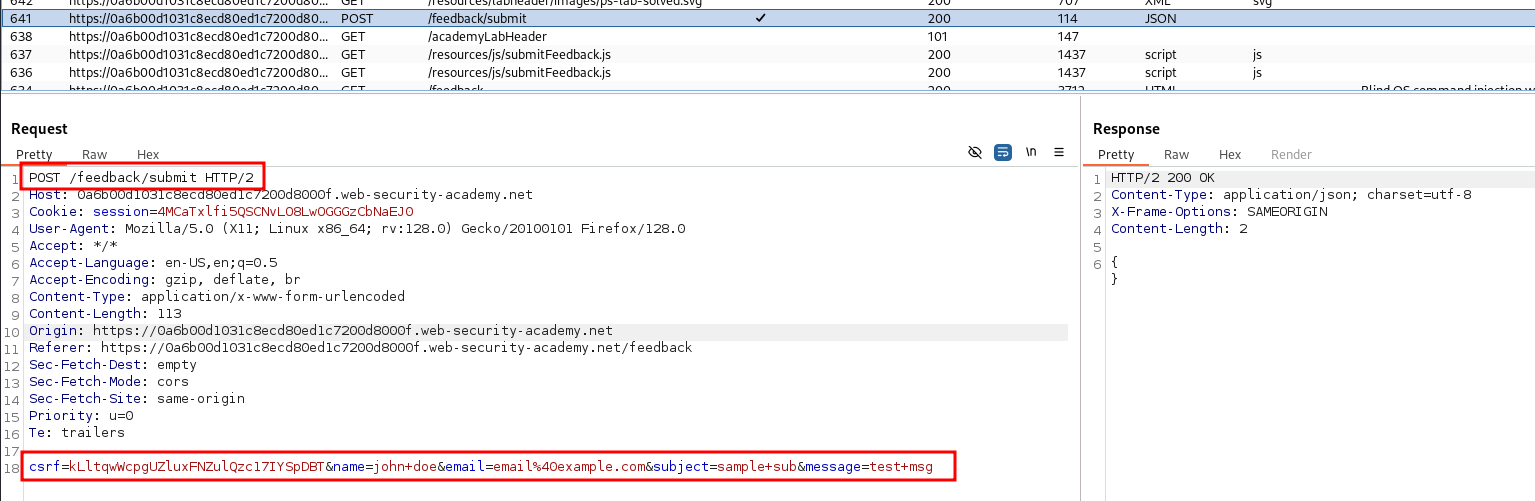 642 https://0a6b00d1031c8ecd80ed1c7200d80... GET /resources/labheader/images/ps-lab-solved.svg 200 707 XML svg
641 https://0a6b00d1031c8ecd80ed1c7200d80... POST /feedback/submit ✓ 200 114 JSON
638 https://0a6b00d1031c8ecd80ed1c7200d80... GET /academyLabHeader 101 147
637 https://0a6b00d1031c8ecd80ed1c7200d80... GET /resources/js/submitFeedback.js 200 1437 script js
636 https://0a6b00d1031c8ecd80ed1c7200d80... GET /resources/js/submitFeedback.js 200 1437 script js
634 https://0a6b00d1031c8ecd80ed1c7200d80... GET /feedback 200 3712 HTML Blind OS command injection w
Request
Pretty Raw Hex
\n
1 POST /feedback/submit HTTP/2
2 Host: 0a6b00d1031c8ecd80ed1c7200d8000f.web-security-academy.net
3 Cookie: session=4MCaTxlfi5QSCNvLO8LwOGGGzCbNaEJ0
4 User-Agent: Mozilla/5.0 (X11; Linux x86_64; rv:128.0) Gecko/20100101 Firefox/128.0
5 Accept: */*
6 Accept-Language: en-US,en;q=0.5
7 Accept-Encoding: gzip, deflate, br
8 Content-Type: application/x-www-form-urlencoded
9 Content-Length: 113
10 Origin: https://0a6b00d1031c8ecd80ed1c7200d8000f.web-security-academy.net
11 Referer: https://0a6b00d1031c8ecd80ed1c7200d8000f.web-security-academy.net/feedback
12 Sec-Fetch-Dest: empty
13 Sec-Fetch-Mode: cors
14 Sec-Fetch-Site: same-origin
15 Priority: u=0
16 Te: trailers
17
18 csrf=kLltqwWcpgUZluxFNZulQzc17IYSpDBT&name=john+doe&email=email%40example.com&subject=sample+sub&message=test+msg
Response
Pretty Raw Hex Render
1 HTTP/2 200 OK
2 Content-Type: application/json; charset=utf-8
3 X-Frame-Options: SAMEORIGIN
4 Content-Length: 2
5
6 {
}